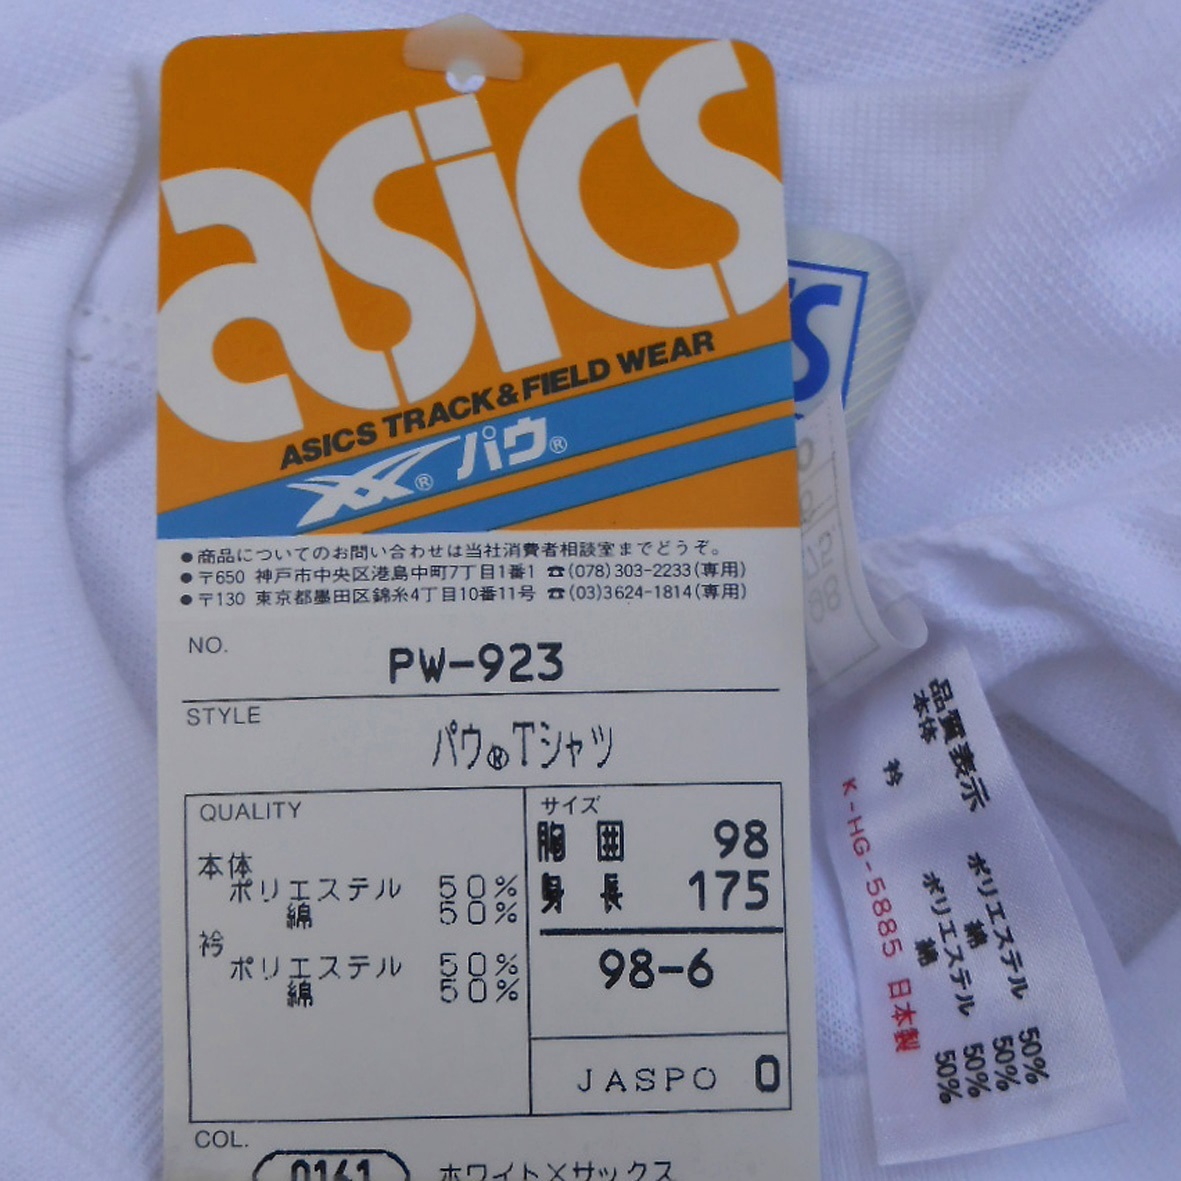 asics
ASICS TRACK&FIELD WEAR
® パウ®
●商品についてのお問い合わせは当社消費者相談室までどうぞ。
●〒650 神戸市中央区港島中町7丁目1番1 ☎(078)303-2233(専用)
●〒130 東京都墨田区錦糸4丁目10番11号 ☎(03)3624-1814(専用)
NO.
PW-923
STYLE
パウ®Tシャツ
QUALITY
本体
ポリエステル 50%
綿 50%
衿
ポリエステル 50%
綿 50%
サイズ
胸囲 98
身長 175
98-6
JASPO O
COL.
0141 ホワイト×サックス
品質表示
本体 ポリエステル 50%
綿 50%
衿 ポリエステル 50%
綿 50%
K-HG-5885 日本製